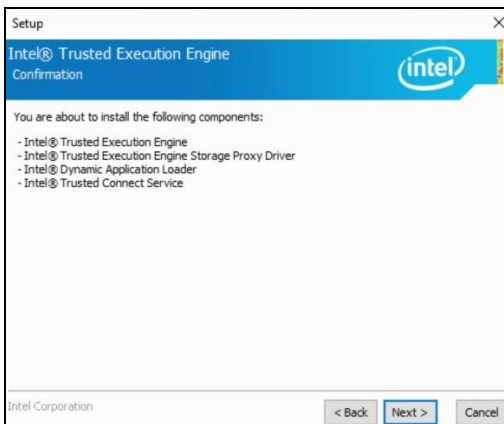 Setup
Intel® Trusted Execution Engine
Confirmation
intel
You are about to install the following components:
- Intel® Trusted Execution Engine
- Intel® Trusted Execution Engine Storage Proxy Driver
- Intel® Dynamic Application Loader
- Intel® Trusted Connect Service
Intel Corporation
< Back
Next >
Cancel